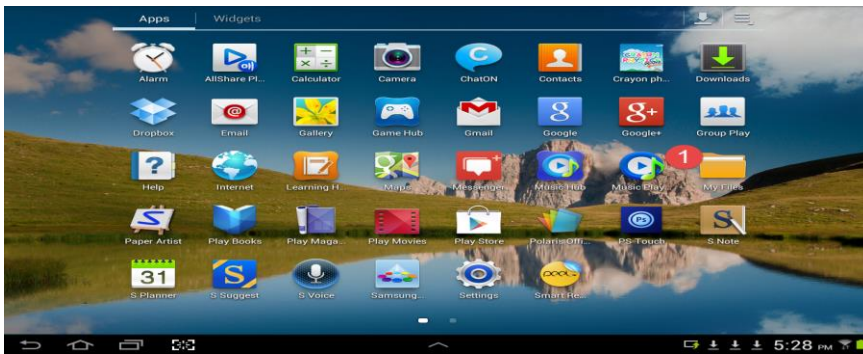 Apps Widgets
Alarm AllShare Pl... Calculator Camera ChatON Contacts Crayon ph... Downloads
Dropbox Email Gallery Game Hub Gmail Google Google+ Group Play
1
Help Internet Learning H... Maps Messenger Music Hub Music Play... My Files
Paper Artist Play Books Play Maga... Play Movies Play Store Polaris Offi... PS Touch S Note
31
S Planner S Suggest S Voice Samsung... Settings Smart Re...
5:28 PM